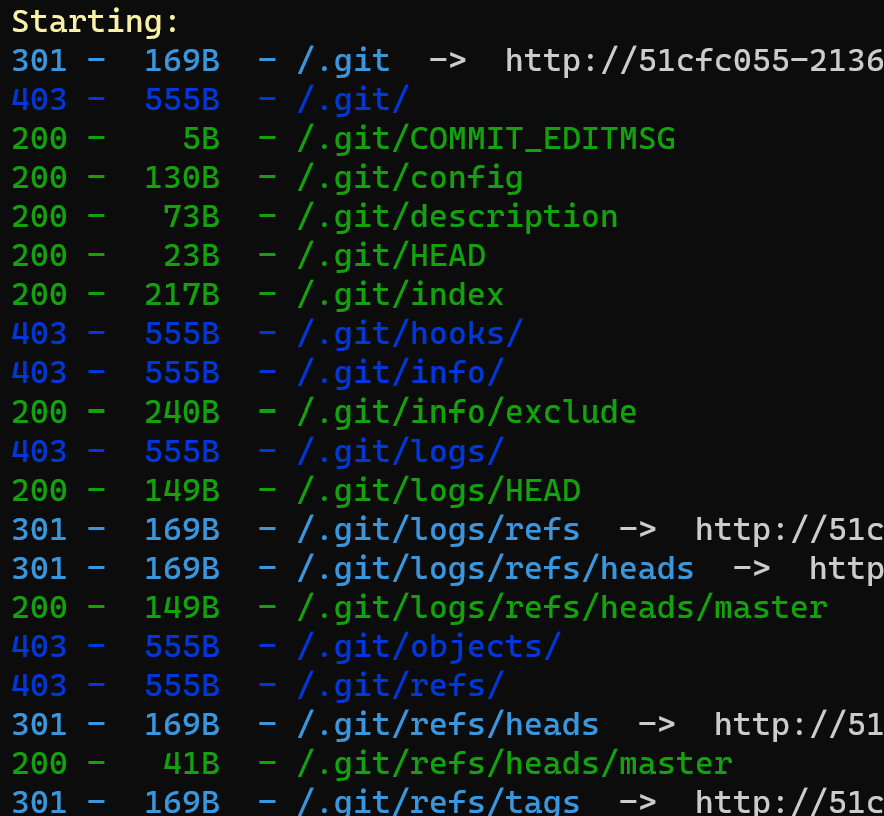 Starting:
301 -  169B  - /.git  ->  http://51cfc055-2136
403 -  555B  - /.git/
200 -    5B  - /.git/COMMIT_EDITMSG
200 -  130B  - /.git/config
200 -   73B  - /.git/description
200 -   23B  - /.git/HEAD
200 -  217B  - /.git/index
403 -  555B  - /.git/hooks/
403 -  555B  - /.git/info/
200 -  240B  - /.git/info/exclude
403 -  555B  - /.git/logs/
200 -  149B  - /.git/logs/HEAD
301 -  169B  - /.git/logs/refs  ->  http://51c
301 -  169B  - /.git/logs/refs/heads  ->  http
200 -  149B  - /.git/logs/refs/heads/master
403 -  555B  - /.git/objects/
403 -  555B  - /.git/refs/
301 -  169B  - /.git/refs/heads  ->  http://51
200 -   41B  - /.git/refs/heads/master
301 -  169B  - /.git/refs/tags  ->  http://51c